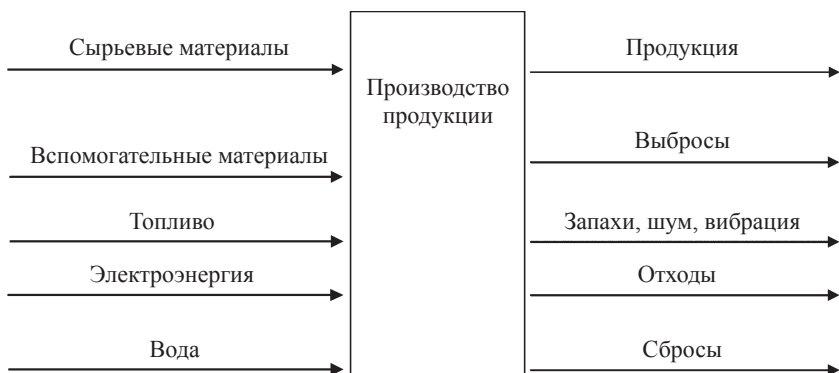 Сырьевые материалы
Вспомогательные материалы
Топливо
Электроэнергия
Вода
Производство
продукции
Продукция
Выбросы
Запахи, шум, вибрация
Отходы
Сбросы